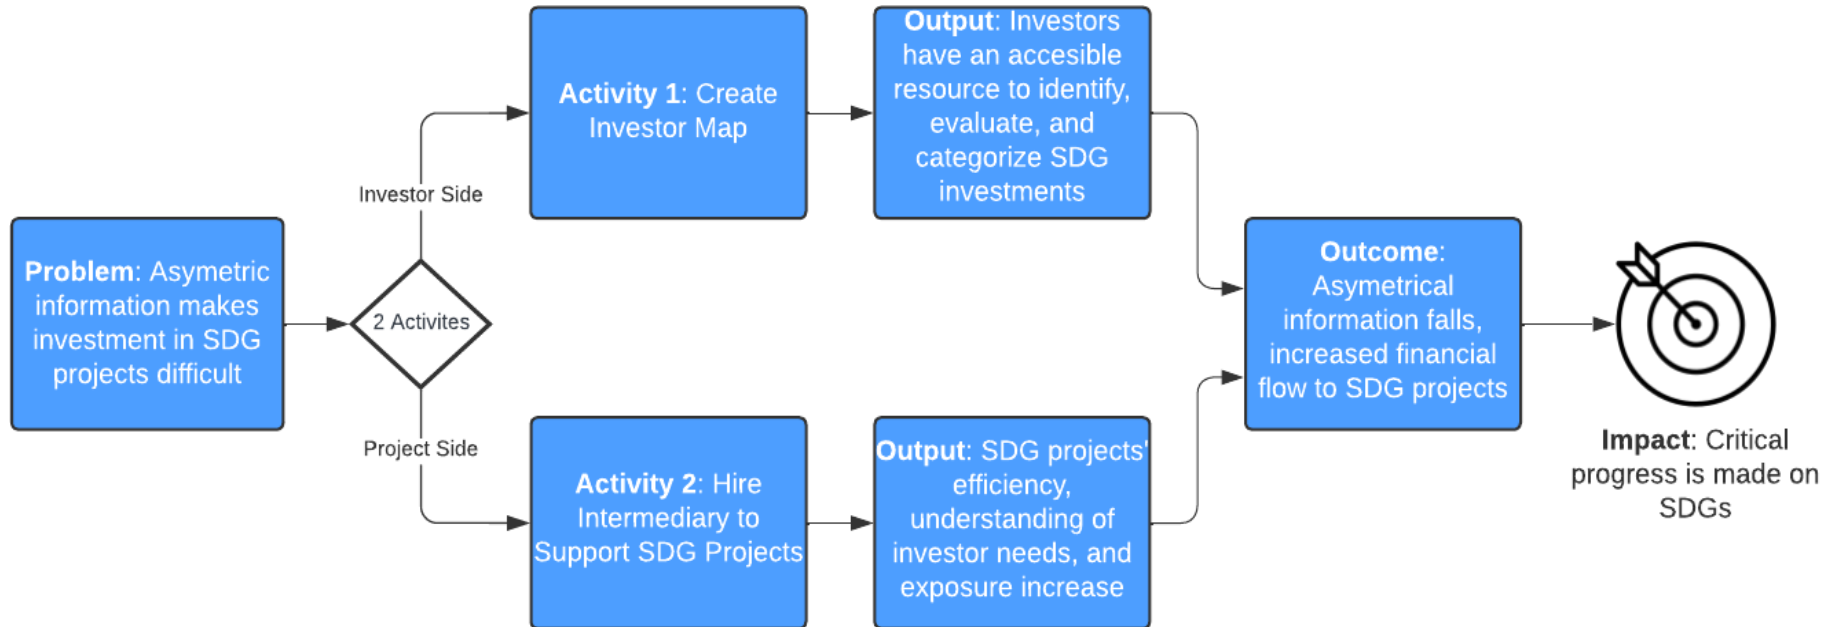 Problem: Asymetric
information makes
investment in SDG
projects difficult
2 Activites
Investor Side
Activity 1: Create
Investor Map
Output: Investors
have an accesible
resource to identify,
evaluate, and
categorize SDG
investments
Project Side
Activity 2: Hire
Intermediary to
Support SDG Projects
Output: SDG projects'
efficiency,
understanding of
investor needs, and
exposure increase
Outcome:
Asymetrical
information falls,
increased financial
flow to SDG projects
Impact: Critical
progress is made on
SDGs